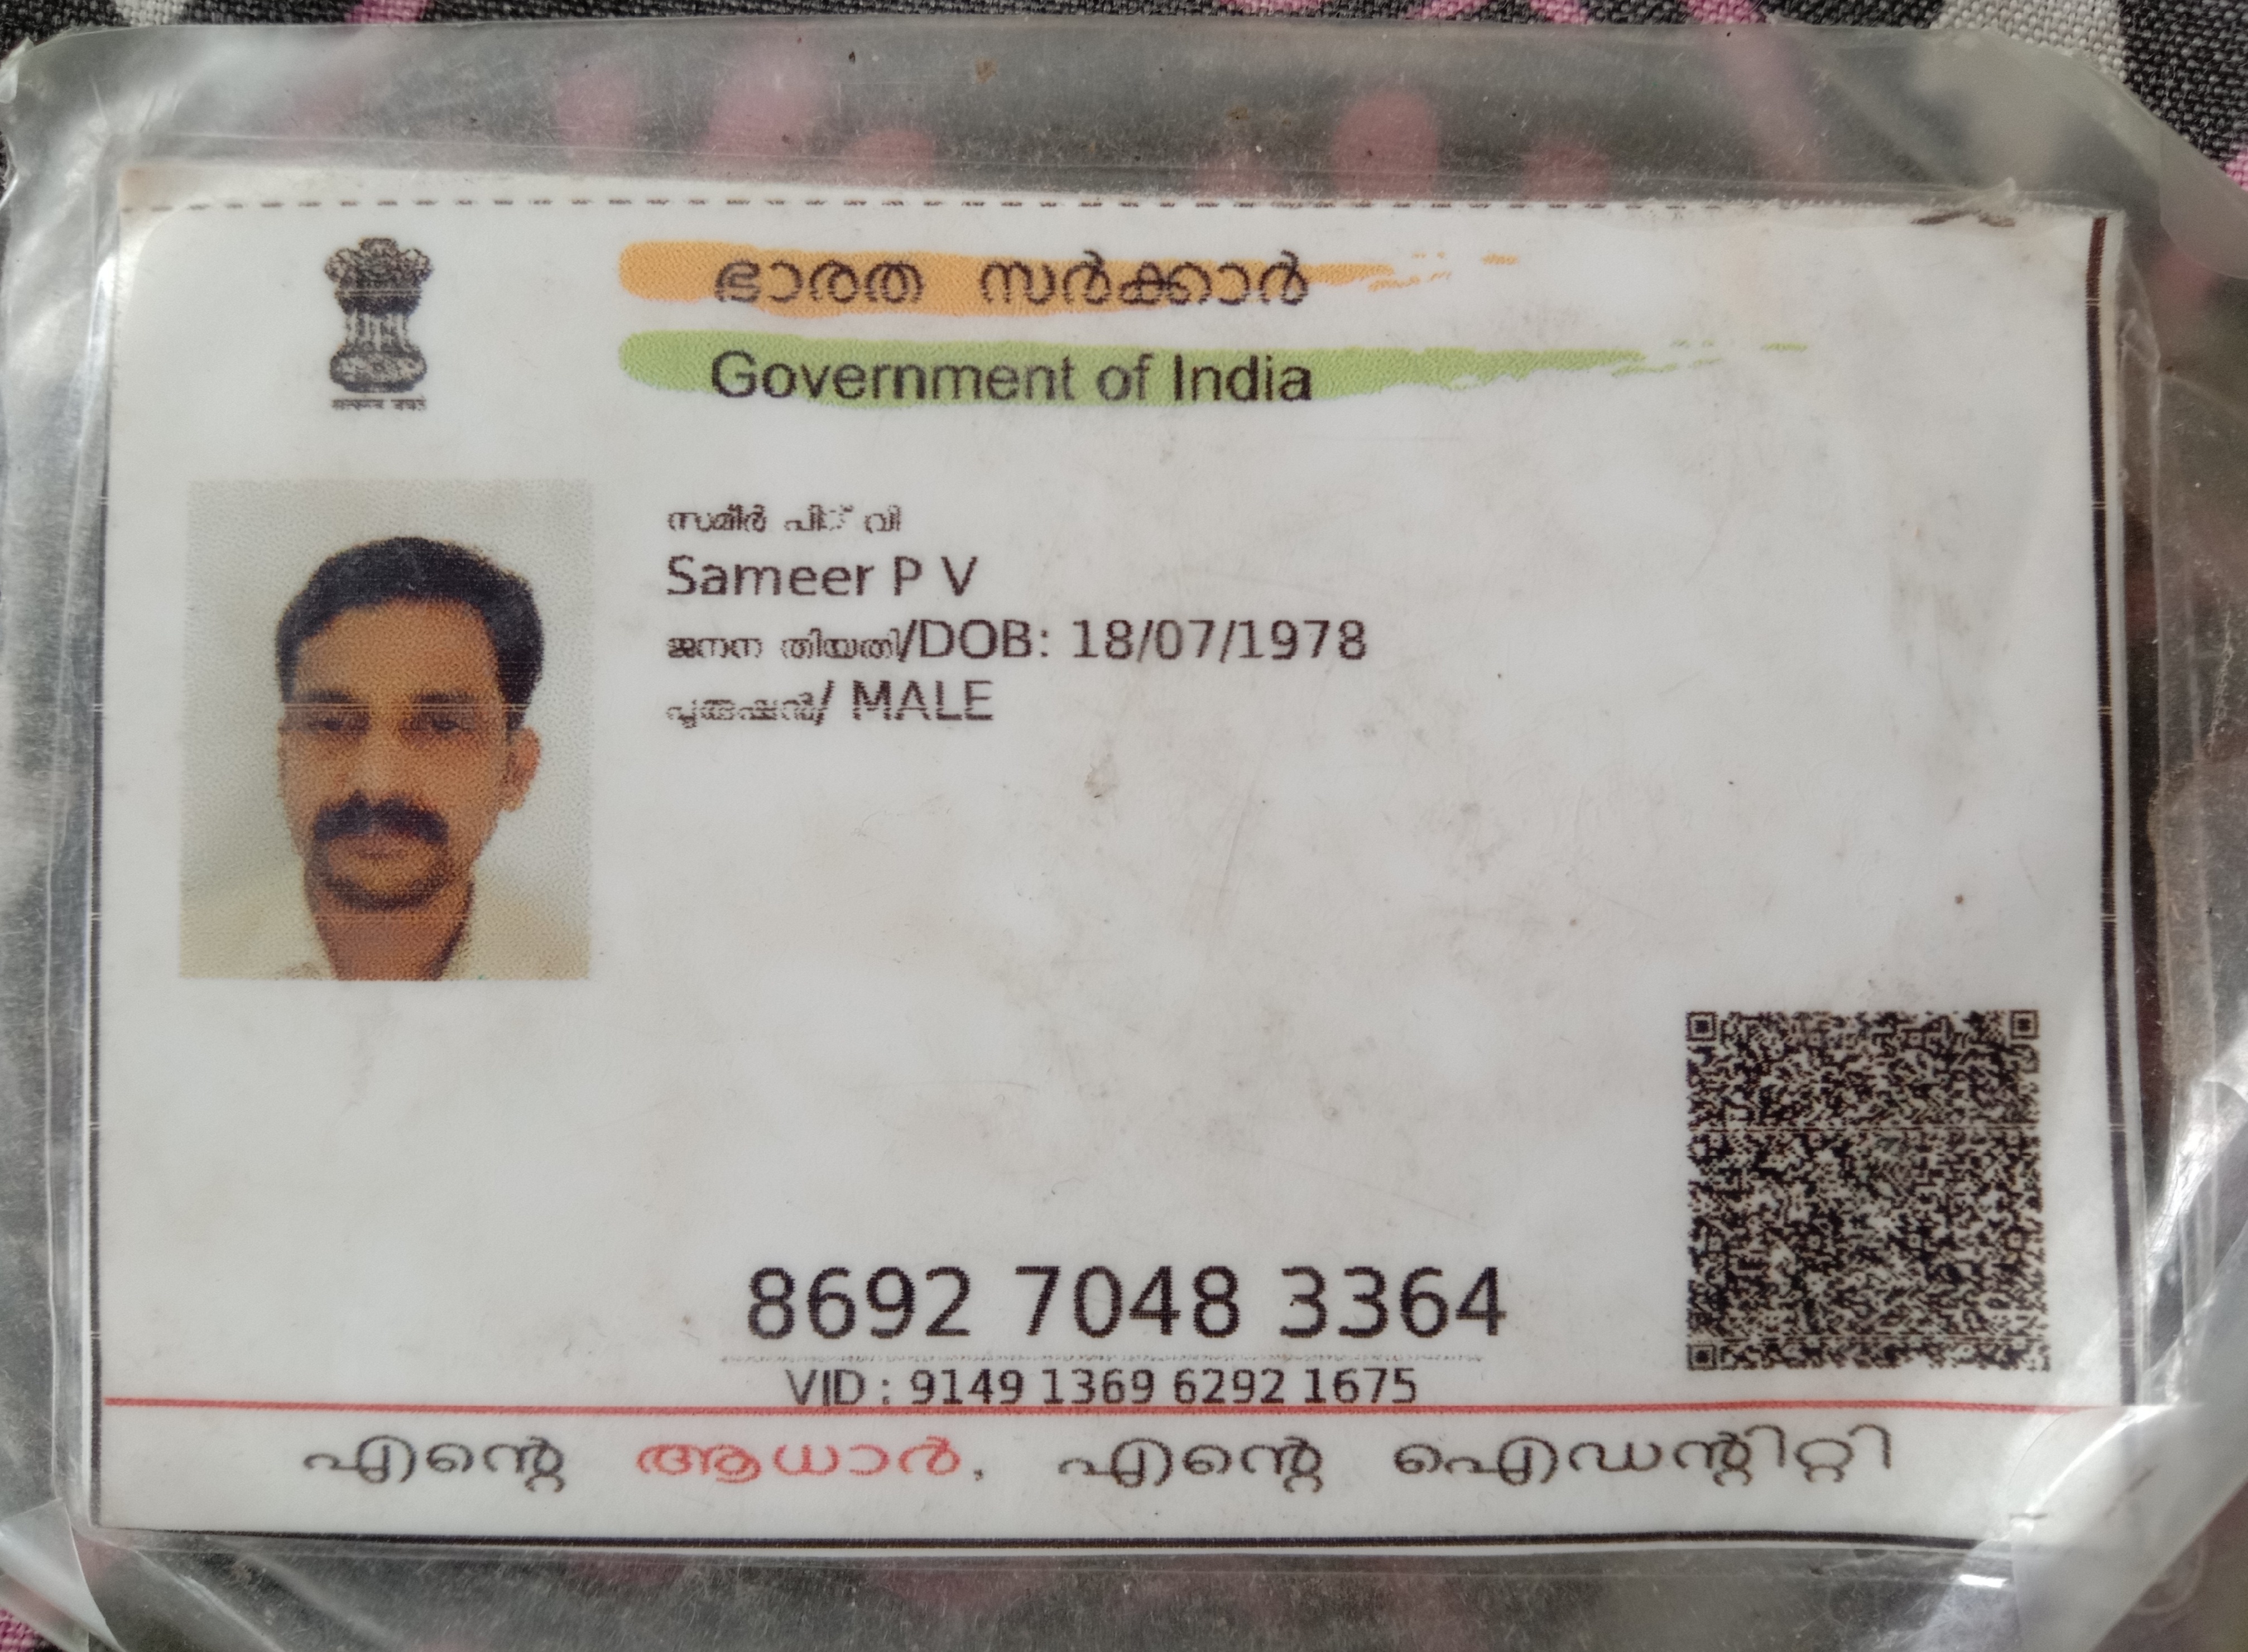 ഭാരത സർക്കാർ
Government of India
സമീർ പി് വി
Sameer P V
ജനന തിയതി/DOB: 18/07/1978
പുരുഷൻ/ MALE
8692 7048 3364
VID : 9149 1369 6292 1675
എന്റെ ആധാർ, എന്റെ ഐഡന്റിറ്റി